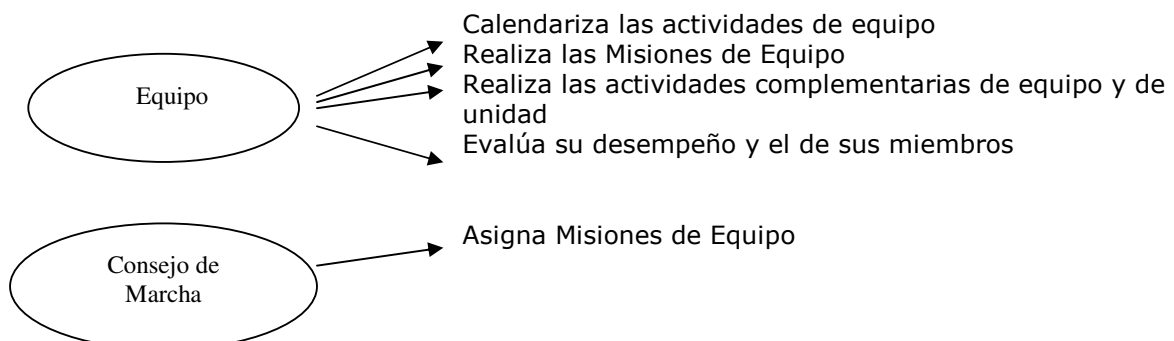 Calendariza las actividades de equipo
Realiza las Misiones de Equipo
Equipo
Realiza las actividades complementarias de equipo y de
unidad
Evalúa su desempeño y el de sus miembros
Asigna Misiones de Equipo
Consejo de
Marcha